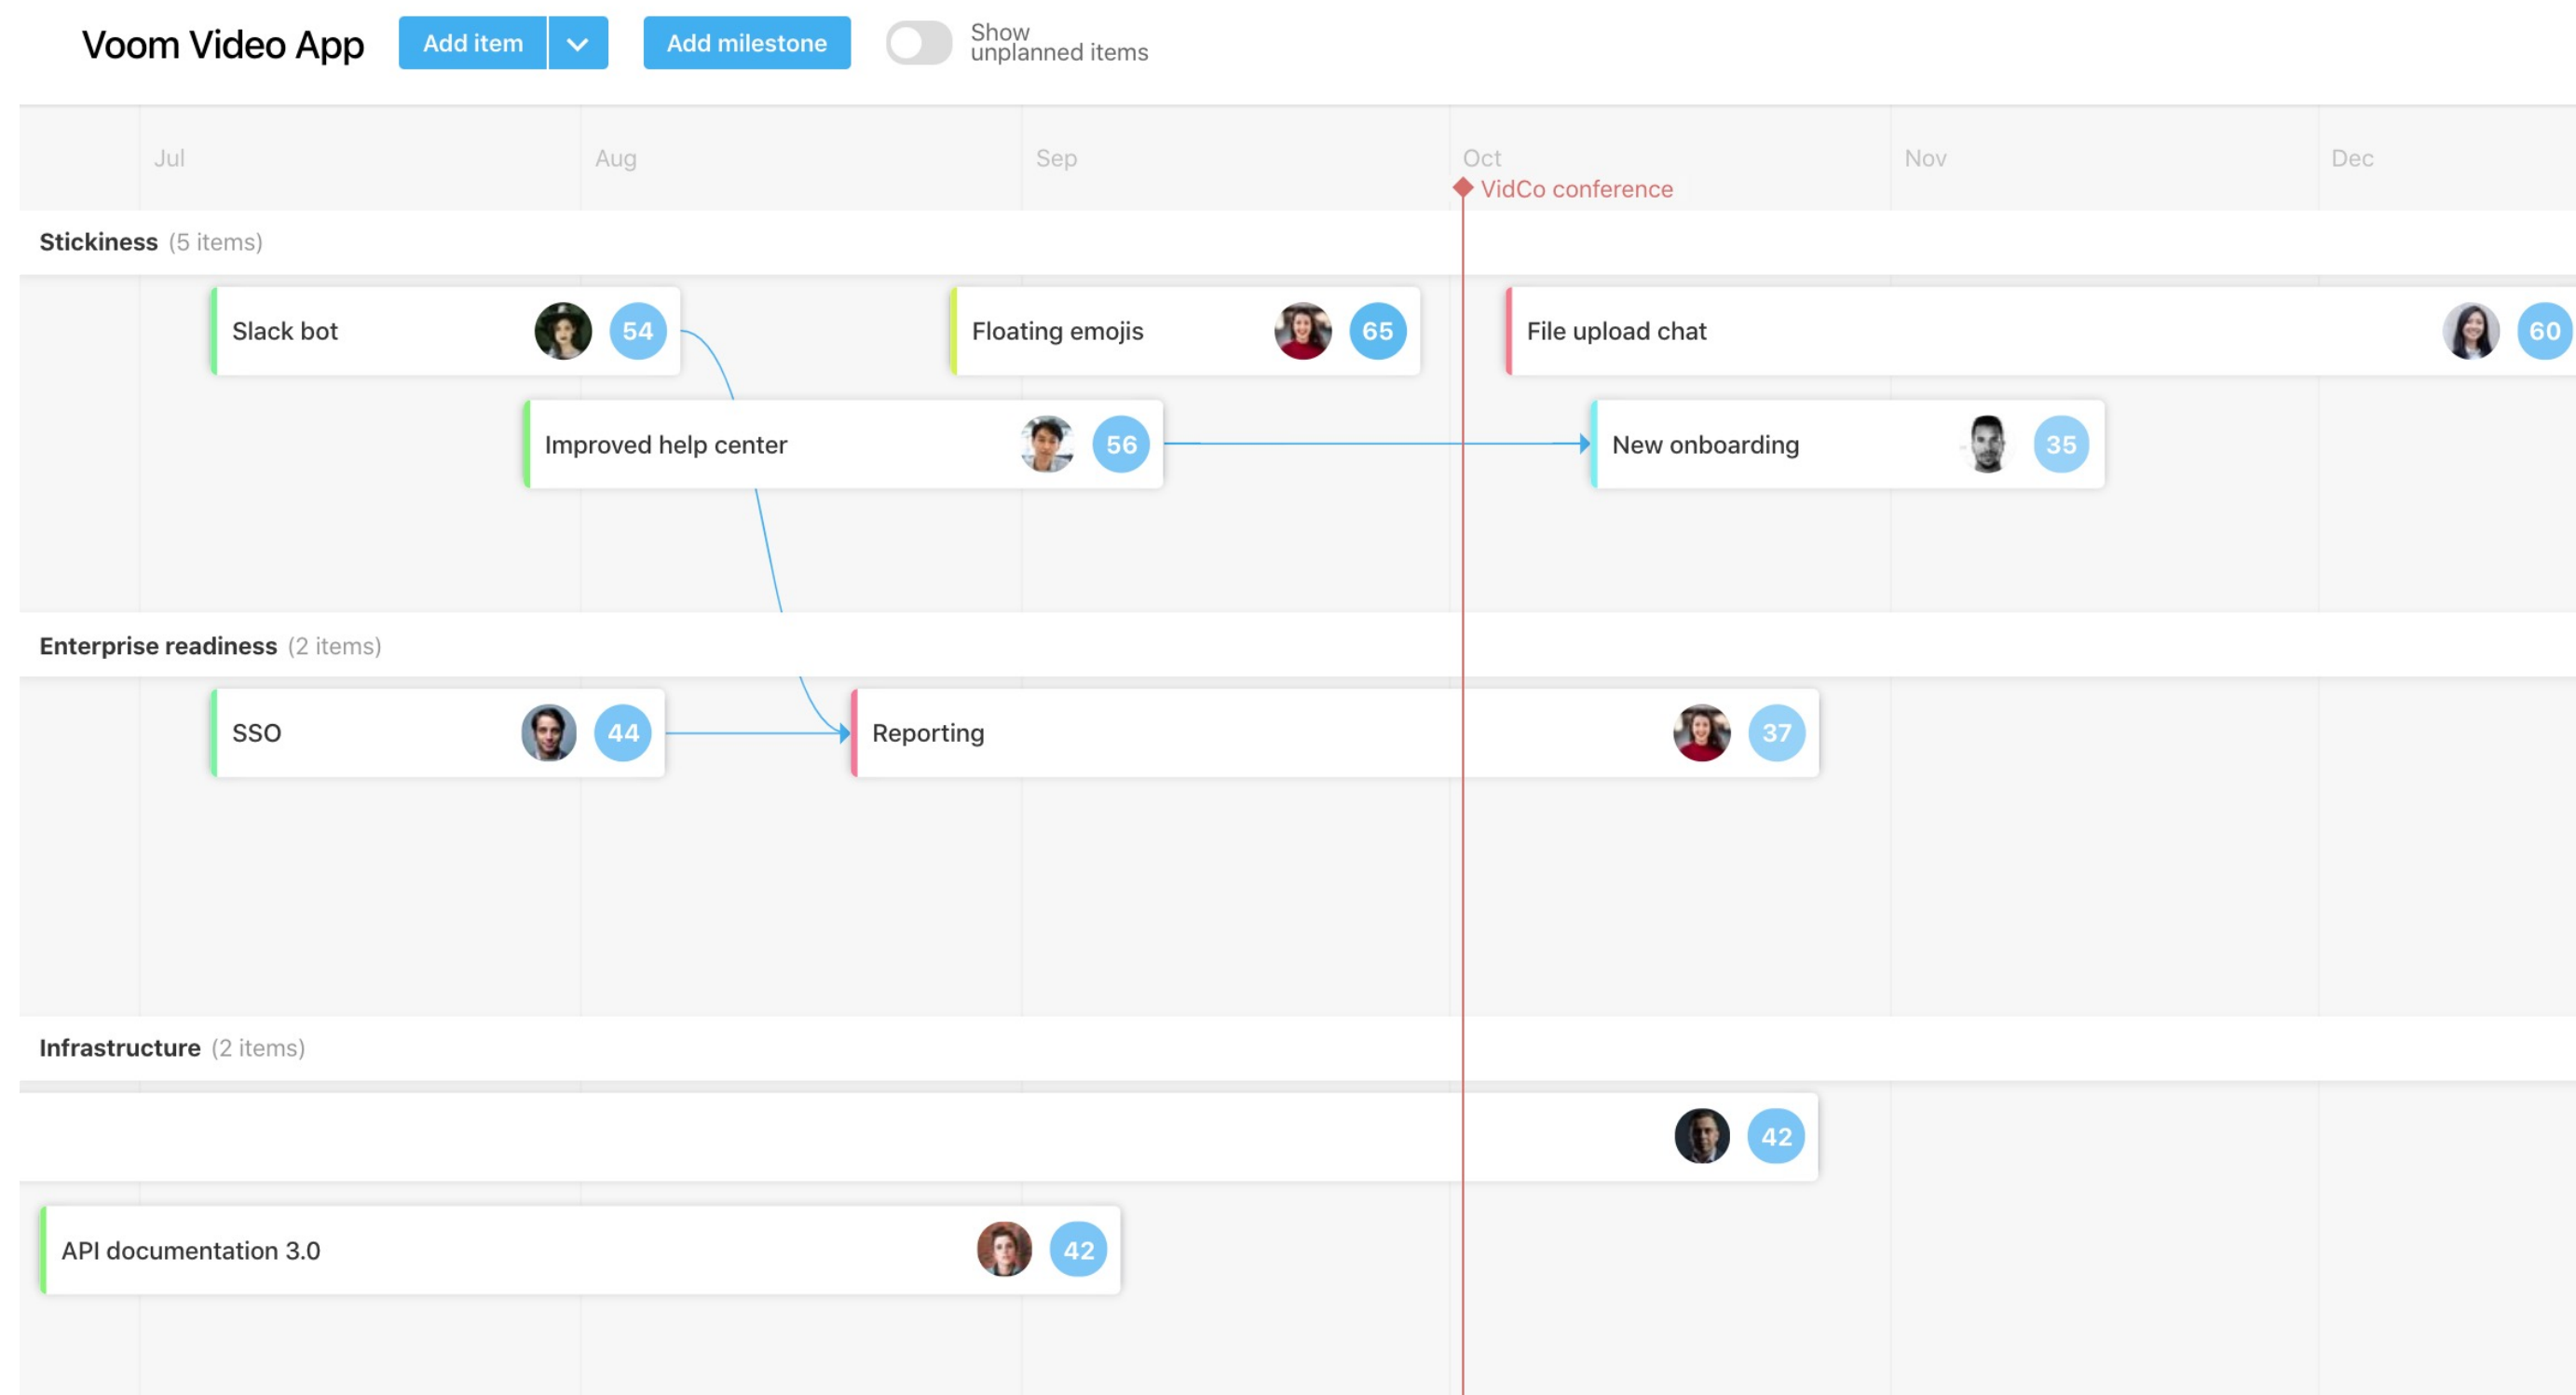 Voom Video App
Add item
Add milestone
Show
unplanned items
Jul
Aug
Sep
Oct
Nov
Dec
VidCo conference
Stickiness (5 items)
Slack bot
54
Floating emojis
65
File upload chat
60
Improved help center
56
New onboarding
35
Enterprise readiness (2 items)
SSO
44
Reporting
37
Infrastructure (2 items)
42
API documentation 3.0
42